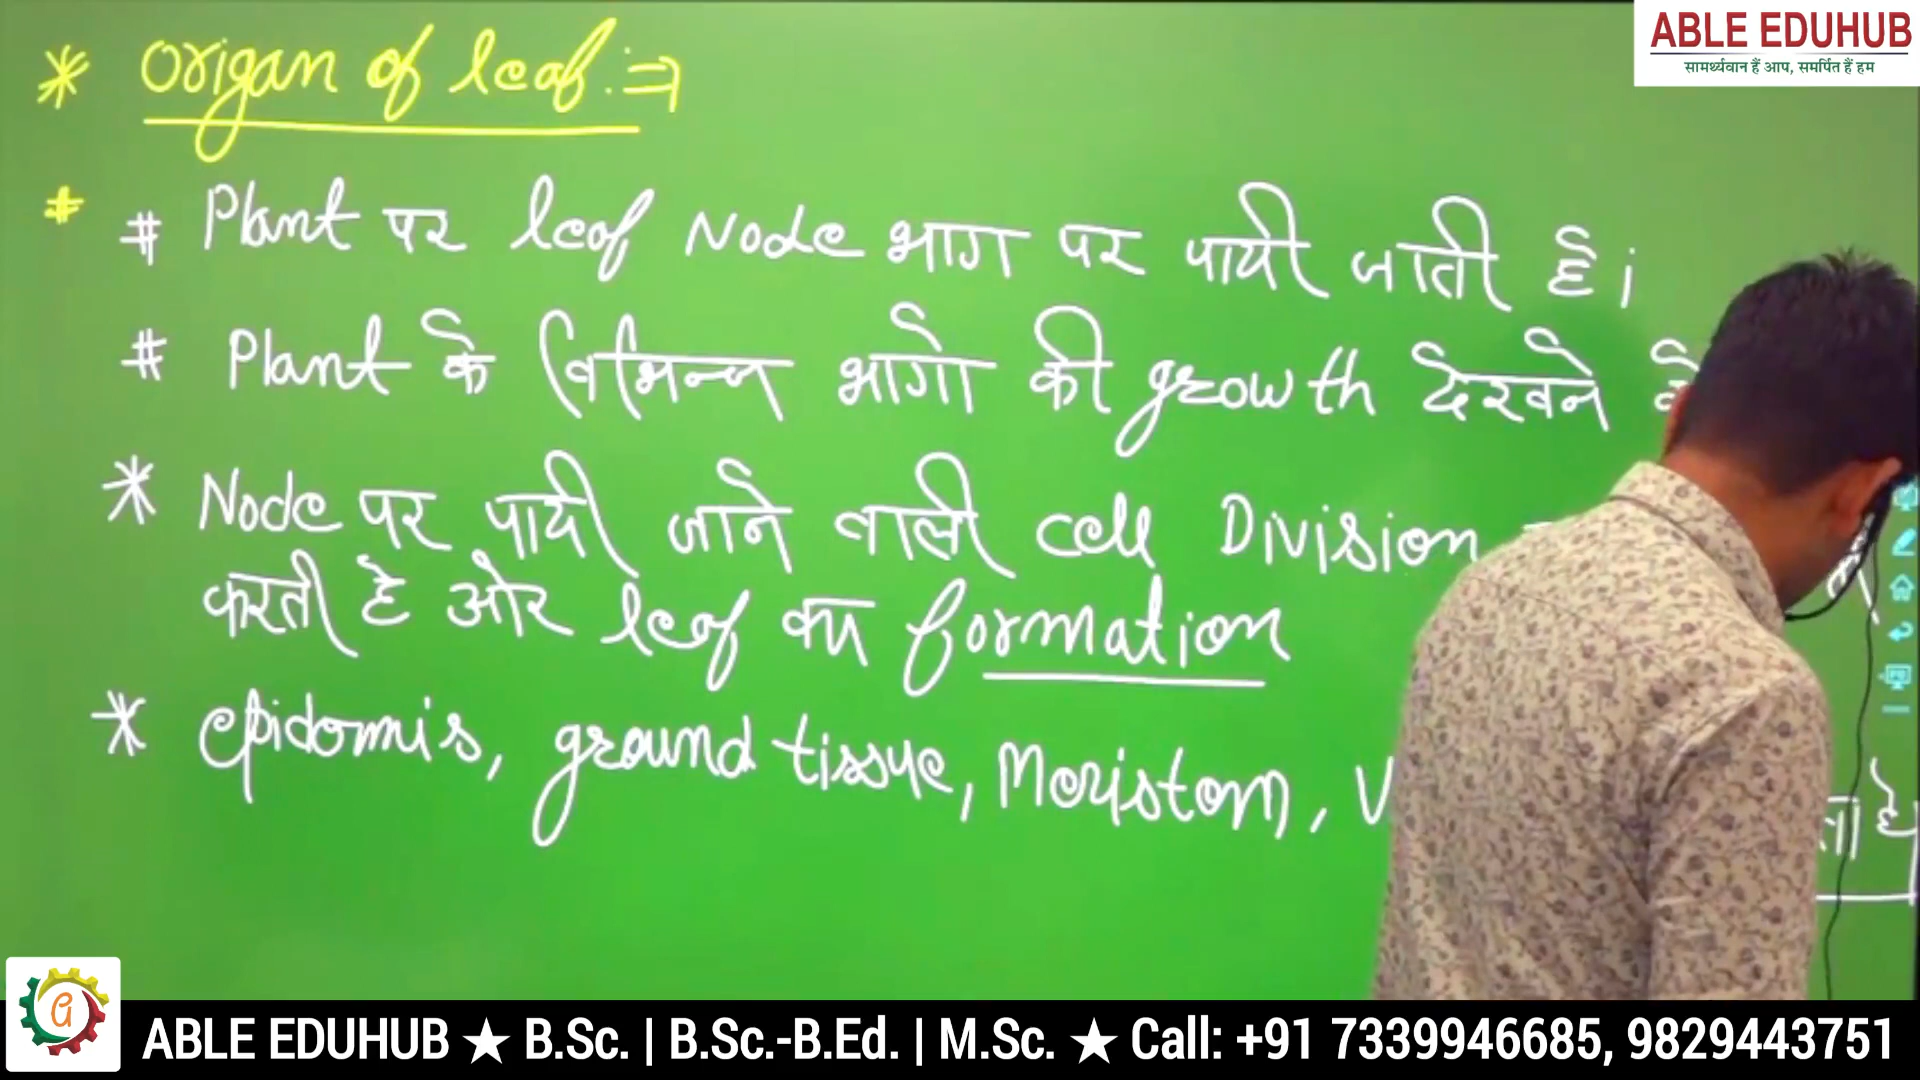 ABLE EDUHUB
सामर्थ्यवान हैं आप, समर्पित हैं हम
* Origan of leaf :⇒
# Plant पर leaf Node भाग पर पायी जाती है।
# Plant के विभिन्न भागो की growth देखने
* Node पर पायी जाने वाली cell Division
करती है ओर leaf का formation
* epidomis, ground tissue, Moristom, V
ता है
ABLE EDUHUB ★ B.Sc. | B.Sc.-B.Ed. | M.Sc. ★ Call: +91 7339946685, 9829443751